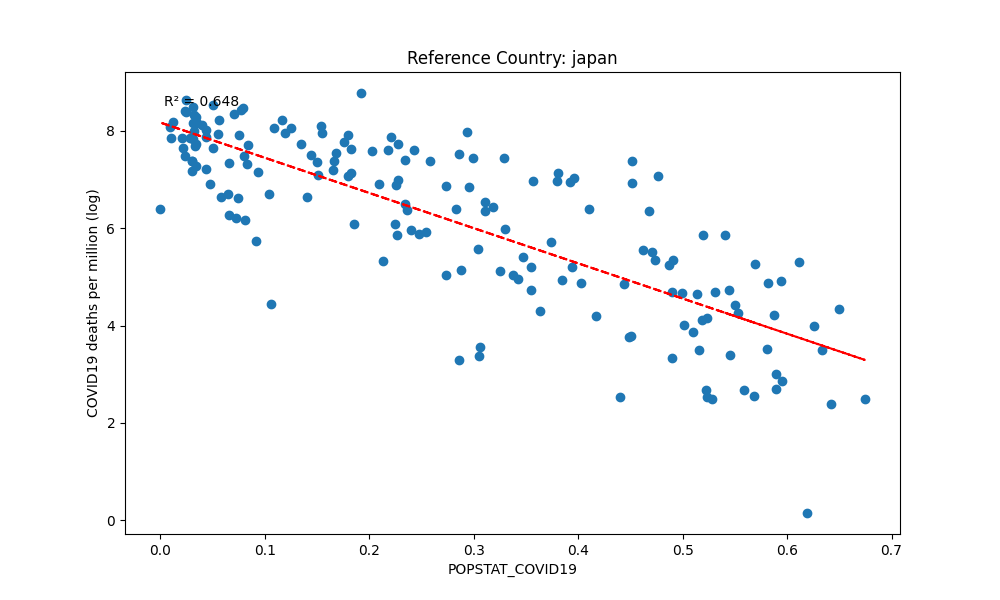 Reference Country: japan
R² = 0.648
8
6
4
2
0
COVID19 deaths per million (log)
0.0 0.1 0.2 0.3 0.4 0.5 0.6 0.7
POPSTAT_COVID19